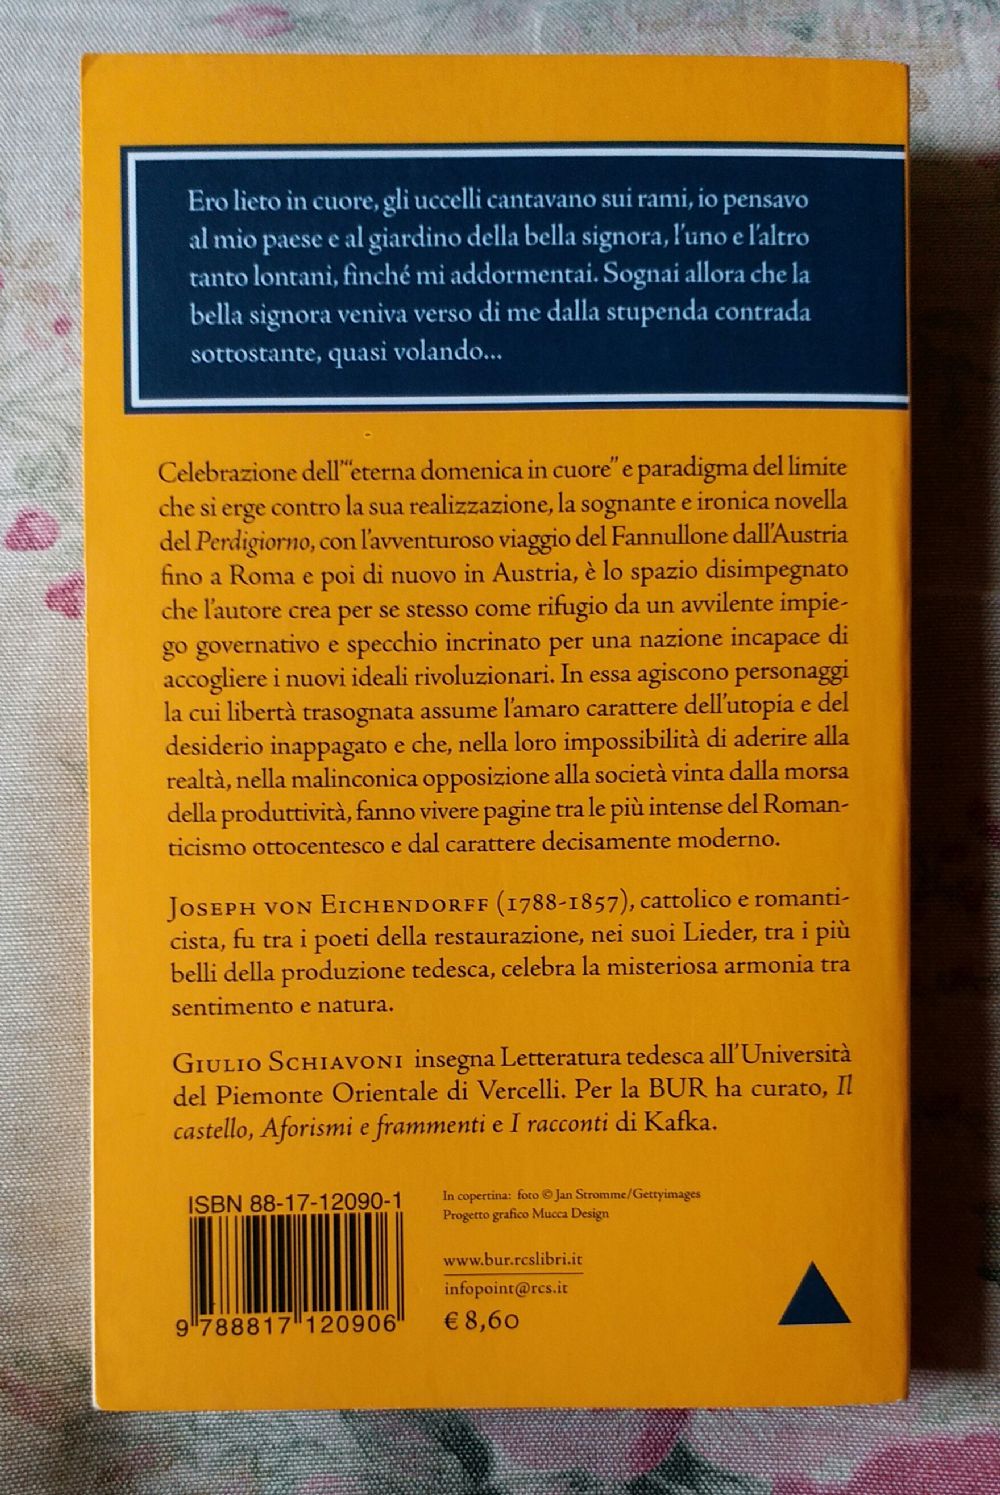 Ero lieto in cuore, gli uccelli cantavano sui rami, io pensavo
al mio paese e al giardino della bella signora, l'uno e l'altro
tanto lontani, finché mi addormentai. Sognai allora che la
bella signora veniva verso di me dalla stupenda contrada
sottostante, quasi volando...
Celebrazione dell'“eterna domenica in cuore” e paradigma del limite
che si erge contro la sua realizzazione, la sognante e ironica novella
del Perdigiorno, con l'avventuroso viaggio del Fannullone dall'Austria
fino a Roma e poi di nuovo in Austria, è lo spazio disimpegnato
che l'autore crea per se stesso come rifugio da un avvilente impie-
go governativo e specchio incrinato per una nazione incapace di
accogliere i nuovi ideali rivoluzionari. In essa agiscono personaggi
la cui libertà trasognata assume l'amaro carattere dell'utopia e del
desiderio inappagato e che, nella loro impossibilità di aderire alla
realtà, nella malinconica opposizione alla società vinta dalla morsa
della produttività, fanno vivere pagine tra le più intense del Roman-
ticismo ottocentesco e dal carattere decisamente moderno.
JOSEPH VON EICHENDORFF (1788-1857), cattolico e romanti-
cista, fu tra i poeti della restaurazione, nei suoi Lieder, tra i più
belli della produzione tedesca, celebra la misteriosa armonia tra
sentimento e natura.
GIULIO SCHIAVONI insegna Letteratura tedesca all'Università
del Piemonte Orientale di Vercelli. Per la BUR ha curato, Il
castello, Aforismi e frammenti e I racconti di Kafka.
ISBN 88-17-12090-1
9 788817 120906
In copertina: foto © Jan Stromme/Gettyimages
Progetto grafico Mucca Design
www.bur.rcslibri.it
infopoint@rcs.it
€ 8,60